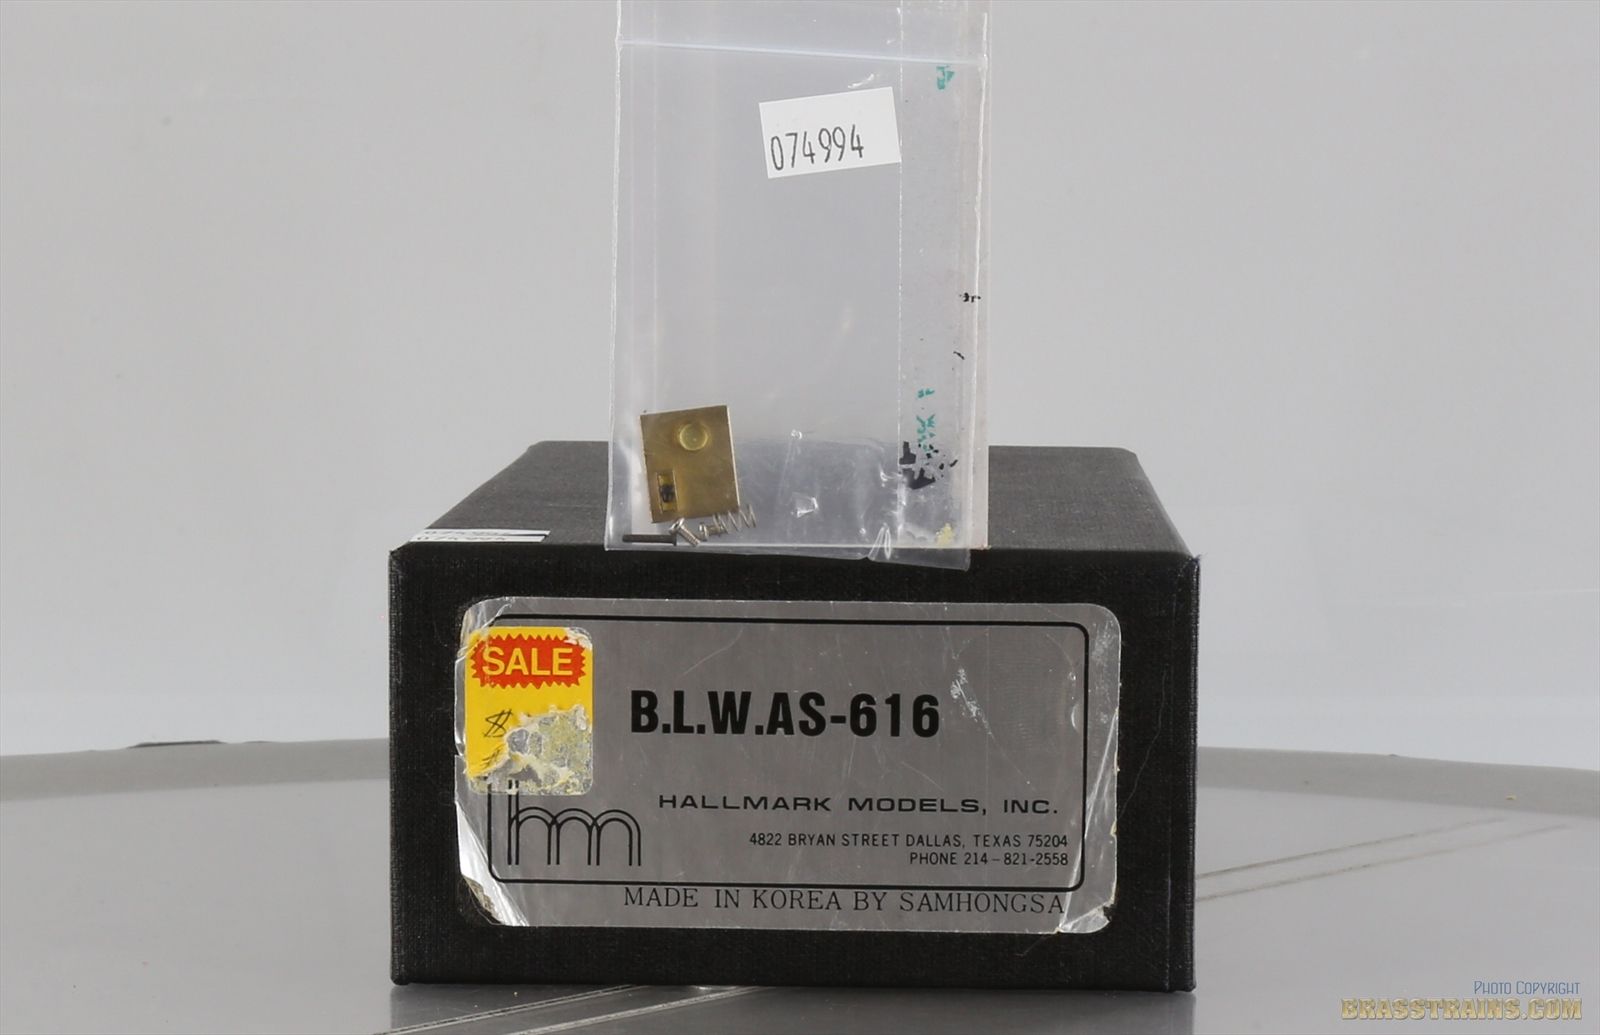 074994
SALE
$
B.L.W.AS-616
hm
HALLMARK MODELS, INC.
4822 BRYAN STREET DALLAS, TEXAS 75204
PHONE 214-821-2558
MADE IN KOREA BY SAMHONGSA
PHOTO COPYRIGHT
BRASSTRAINS.COM